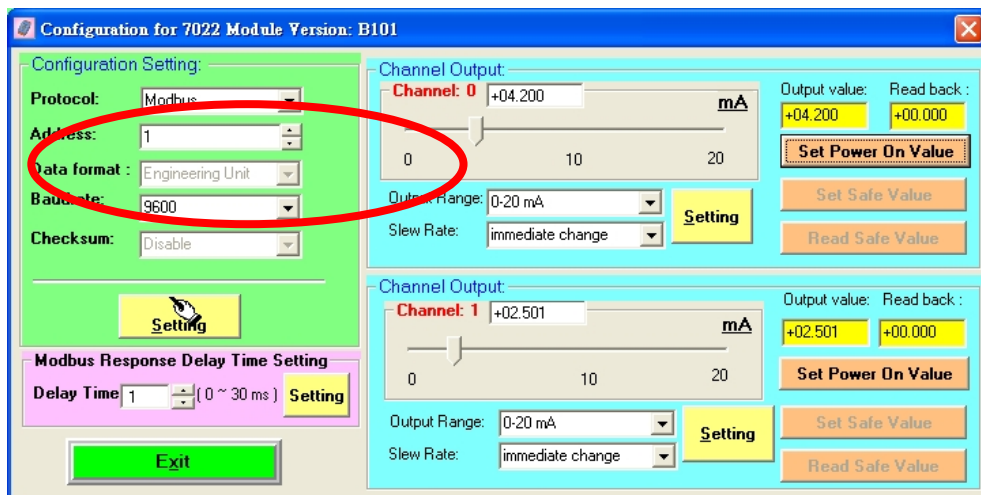 Configuration for 7022 Module Version: B101
Configuration Setting:
Protocol: Modbus
Address: 1
Data format : Engineering Unit
Baudrate: 9600
Checksum: Disable
Setting
Modbus Response Delay Time Setting
Delay Time 1 ( 0 ~ 30 ms ) Setting
Exit
Channel Output:
Channel: 0 +04.200 mA
0 10 20
Output Range: 0-20 mA
Slew Rate: immediate change
Setting
Output value: Read back :
+04.200 +00.000
Set Power On Value
Set Safe Value
Read Safe Value
Channel Output:
Channel: 1 +02.501 mA
0 10 20
Output Range: 0-20 mA
Slew Rate: immediate change
Setting
Output value: Read back :
+02.501 +00.000
Set Power On Value
Set Safe Value
Read Safe Value